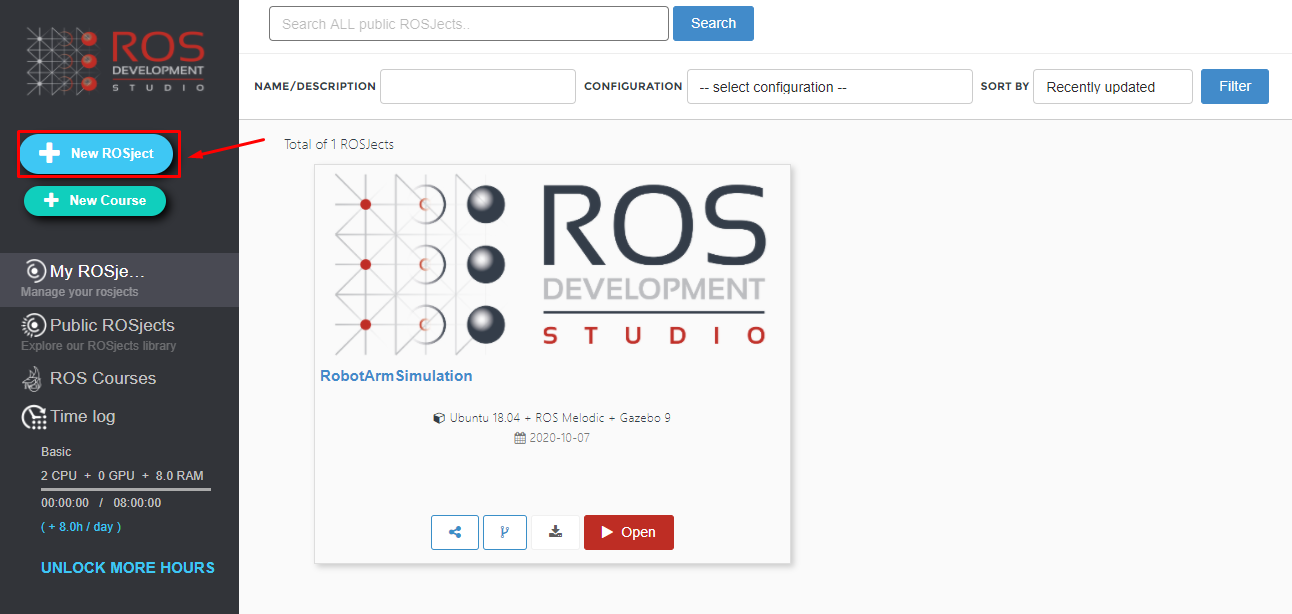 ROS
DEVELOPMENT
STUDIO
New ROSject
New Course
My ROSje...
Manage your rosjects
Public ROSjects
Explore our ROSjects library
ROS Courses
Time log
Basic
2 CPU + 0 GPU + 8.0 RAM
00:00:00 / 08:00:00
( + 8.0h / day )
UNLOCK MORE HOURS
Search ALL public ROSJects.. Search
NAME/DESCRIPTION CONFIGURATION -- select configuration -- SORT BY Recently updated Filter
Total of 1 ROSJects
ROS
DEVELOPMENT
STUDIO
RobotArmSimulation
Ubuntu 18.04 + ROS Melodic + Gazebo 9
2020-10-07
Open